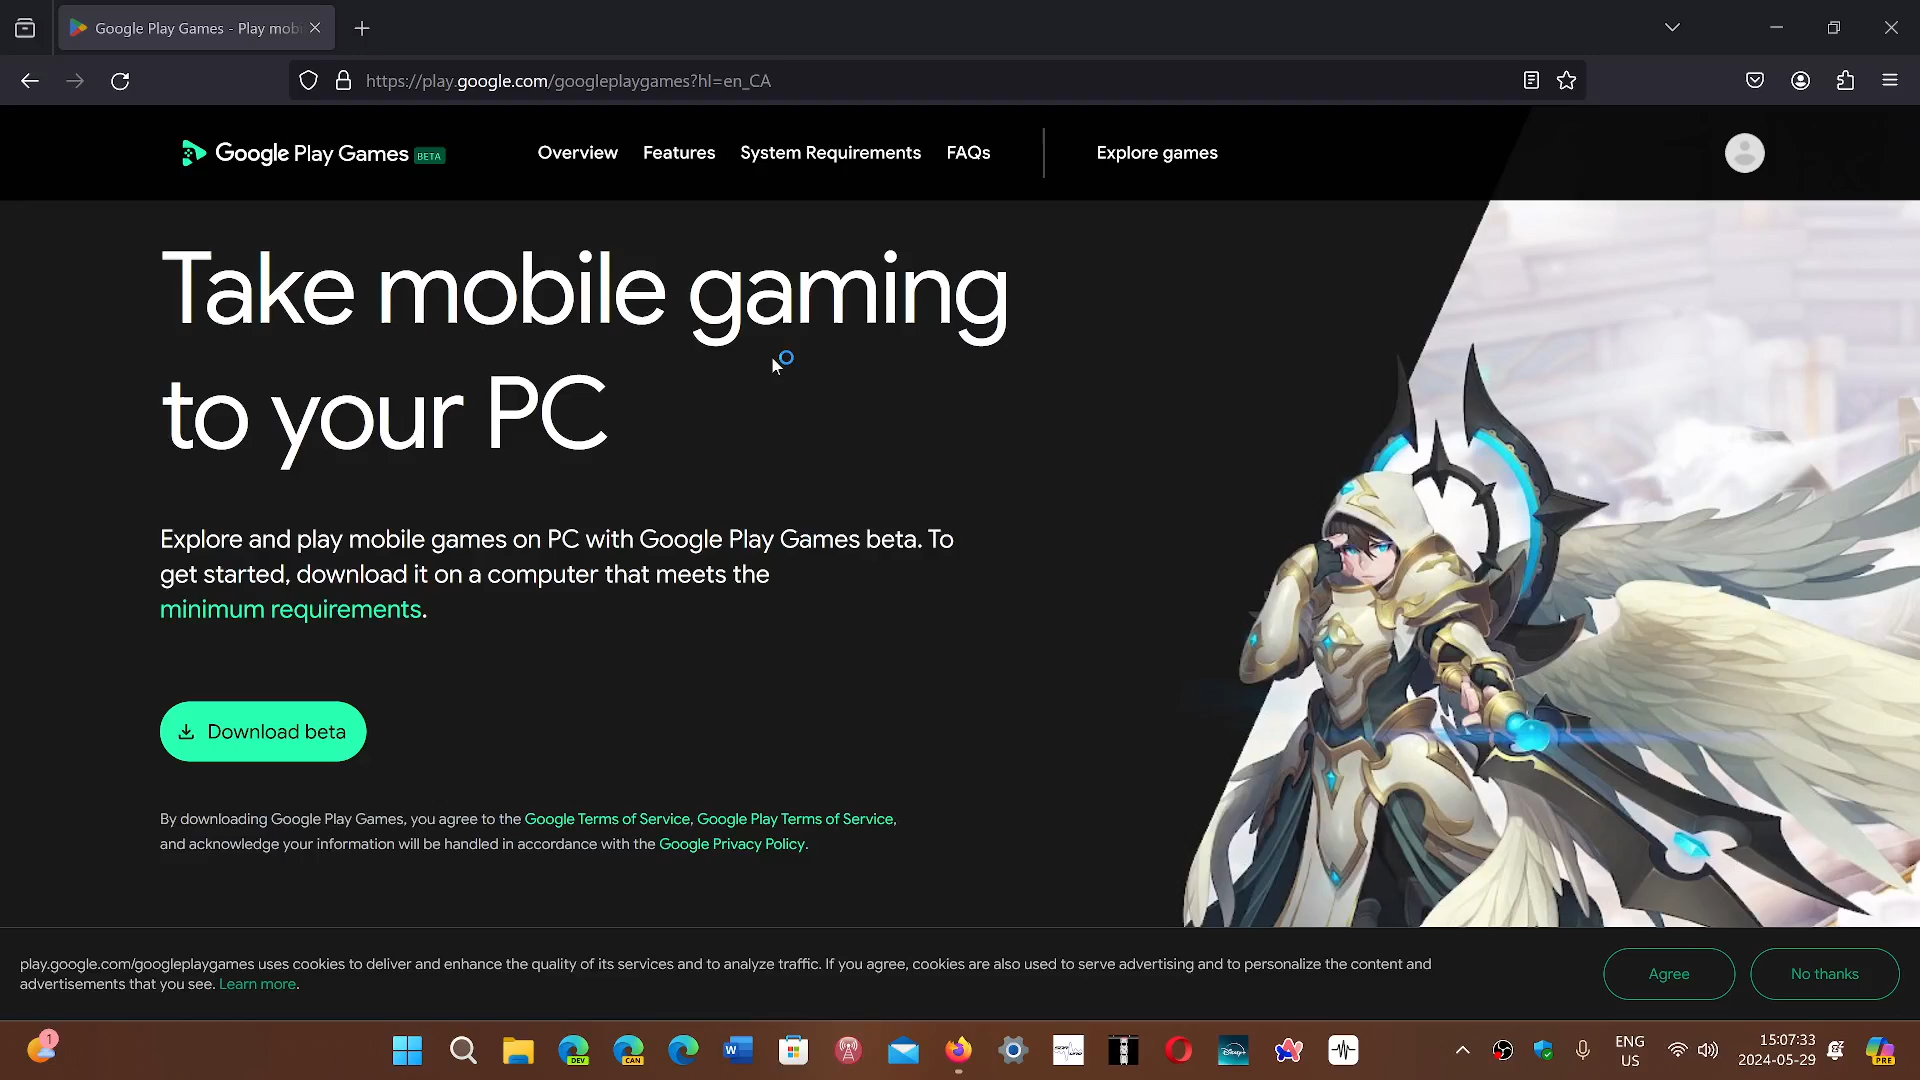 Google Play Games - Play mobi
https://play.google.com/googleplaygames?hl=en_CA
Google Play Games BETA
Overview
Features
System Requirements
FAQs
Explore games
Take mobile gaming
to your PC
Explore and play mobile games on PC with Google Play Games beta. To
get started, download it on a computer that meets the
minimum requirements.
Download beta
By downloading Google Play Games, you agree to the Google Terms of Service, Google Play Terms of Service,
and acknowledge your information will be handled in accordance with the Google Privacy Policy.
play.google.com/googleplaygames uses cookies to deliver and enhance the quality of its services and to analyze traffic. If you agree, cookies are also used to serve advertising and to personalize the content and
advertisements that you see. Learn more.
Agree
No thanks
1
DEV
CAN
W
Disney+
ENG
US
15:07:33
2024-05-29
PRE